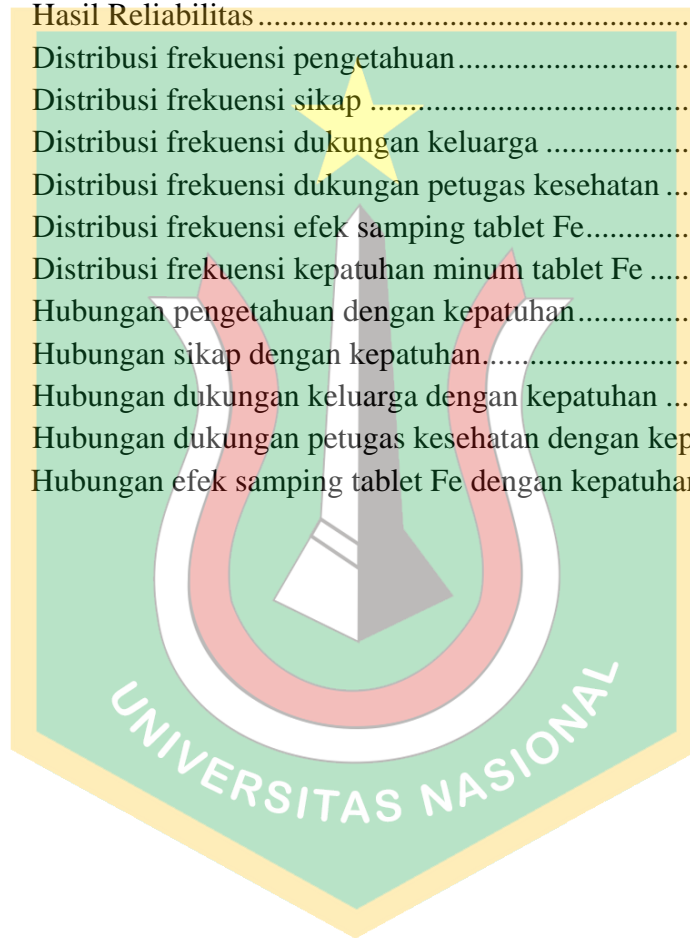 Hasil Reliabilitas ........................................................
Distribusi frekuensi pengetahuan..............................
Distribusi frekuensi sikap .........................................
Distribusi frekuensi dukungan keluarga ...................
Distribusi frekuensi dukungan petugas kesehatan ...
Distribusi frekuensi efek samping tablet Fe..............
Distribusi frekuensi kepatuhan minum tablet Fe .....
Hubungan pengetahuan dengan kepatuhan...............
Hubungan sikap dengan kepatuhan...........................
Hubungan dukungan keluarga dengan kepatuhan ...
Hubungan dukungan petugas kesehatan dengan kep
Hubungan efek samping tablet Fe dengan kepatuhan
UNIVERSITAS NASIONAL